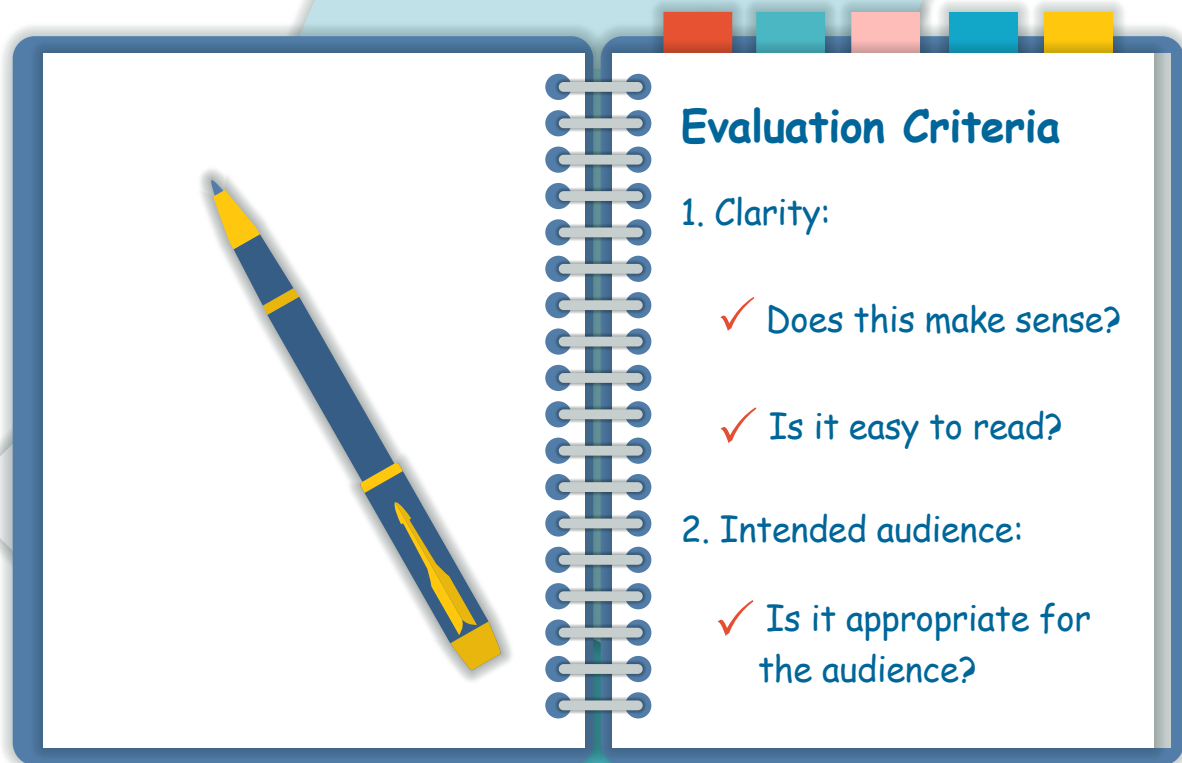 Evaluation Criteria
1. Clarity:
✓ Does this make sense?
✓ Is it easy to read?
2. Intended audience:
✓ Is it appropriate for
the audience?